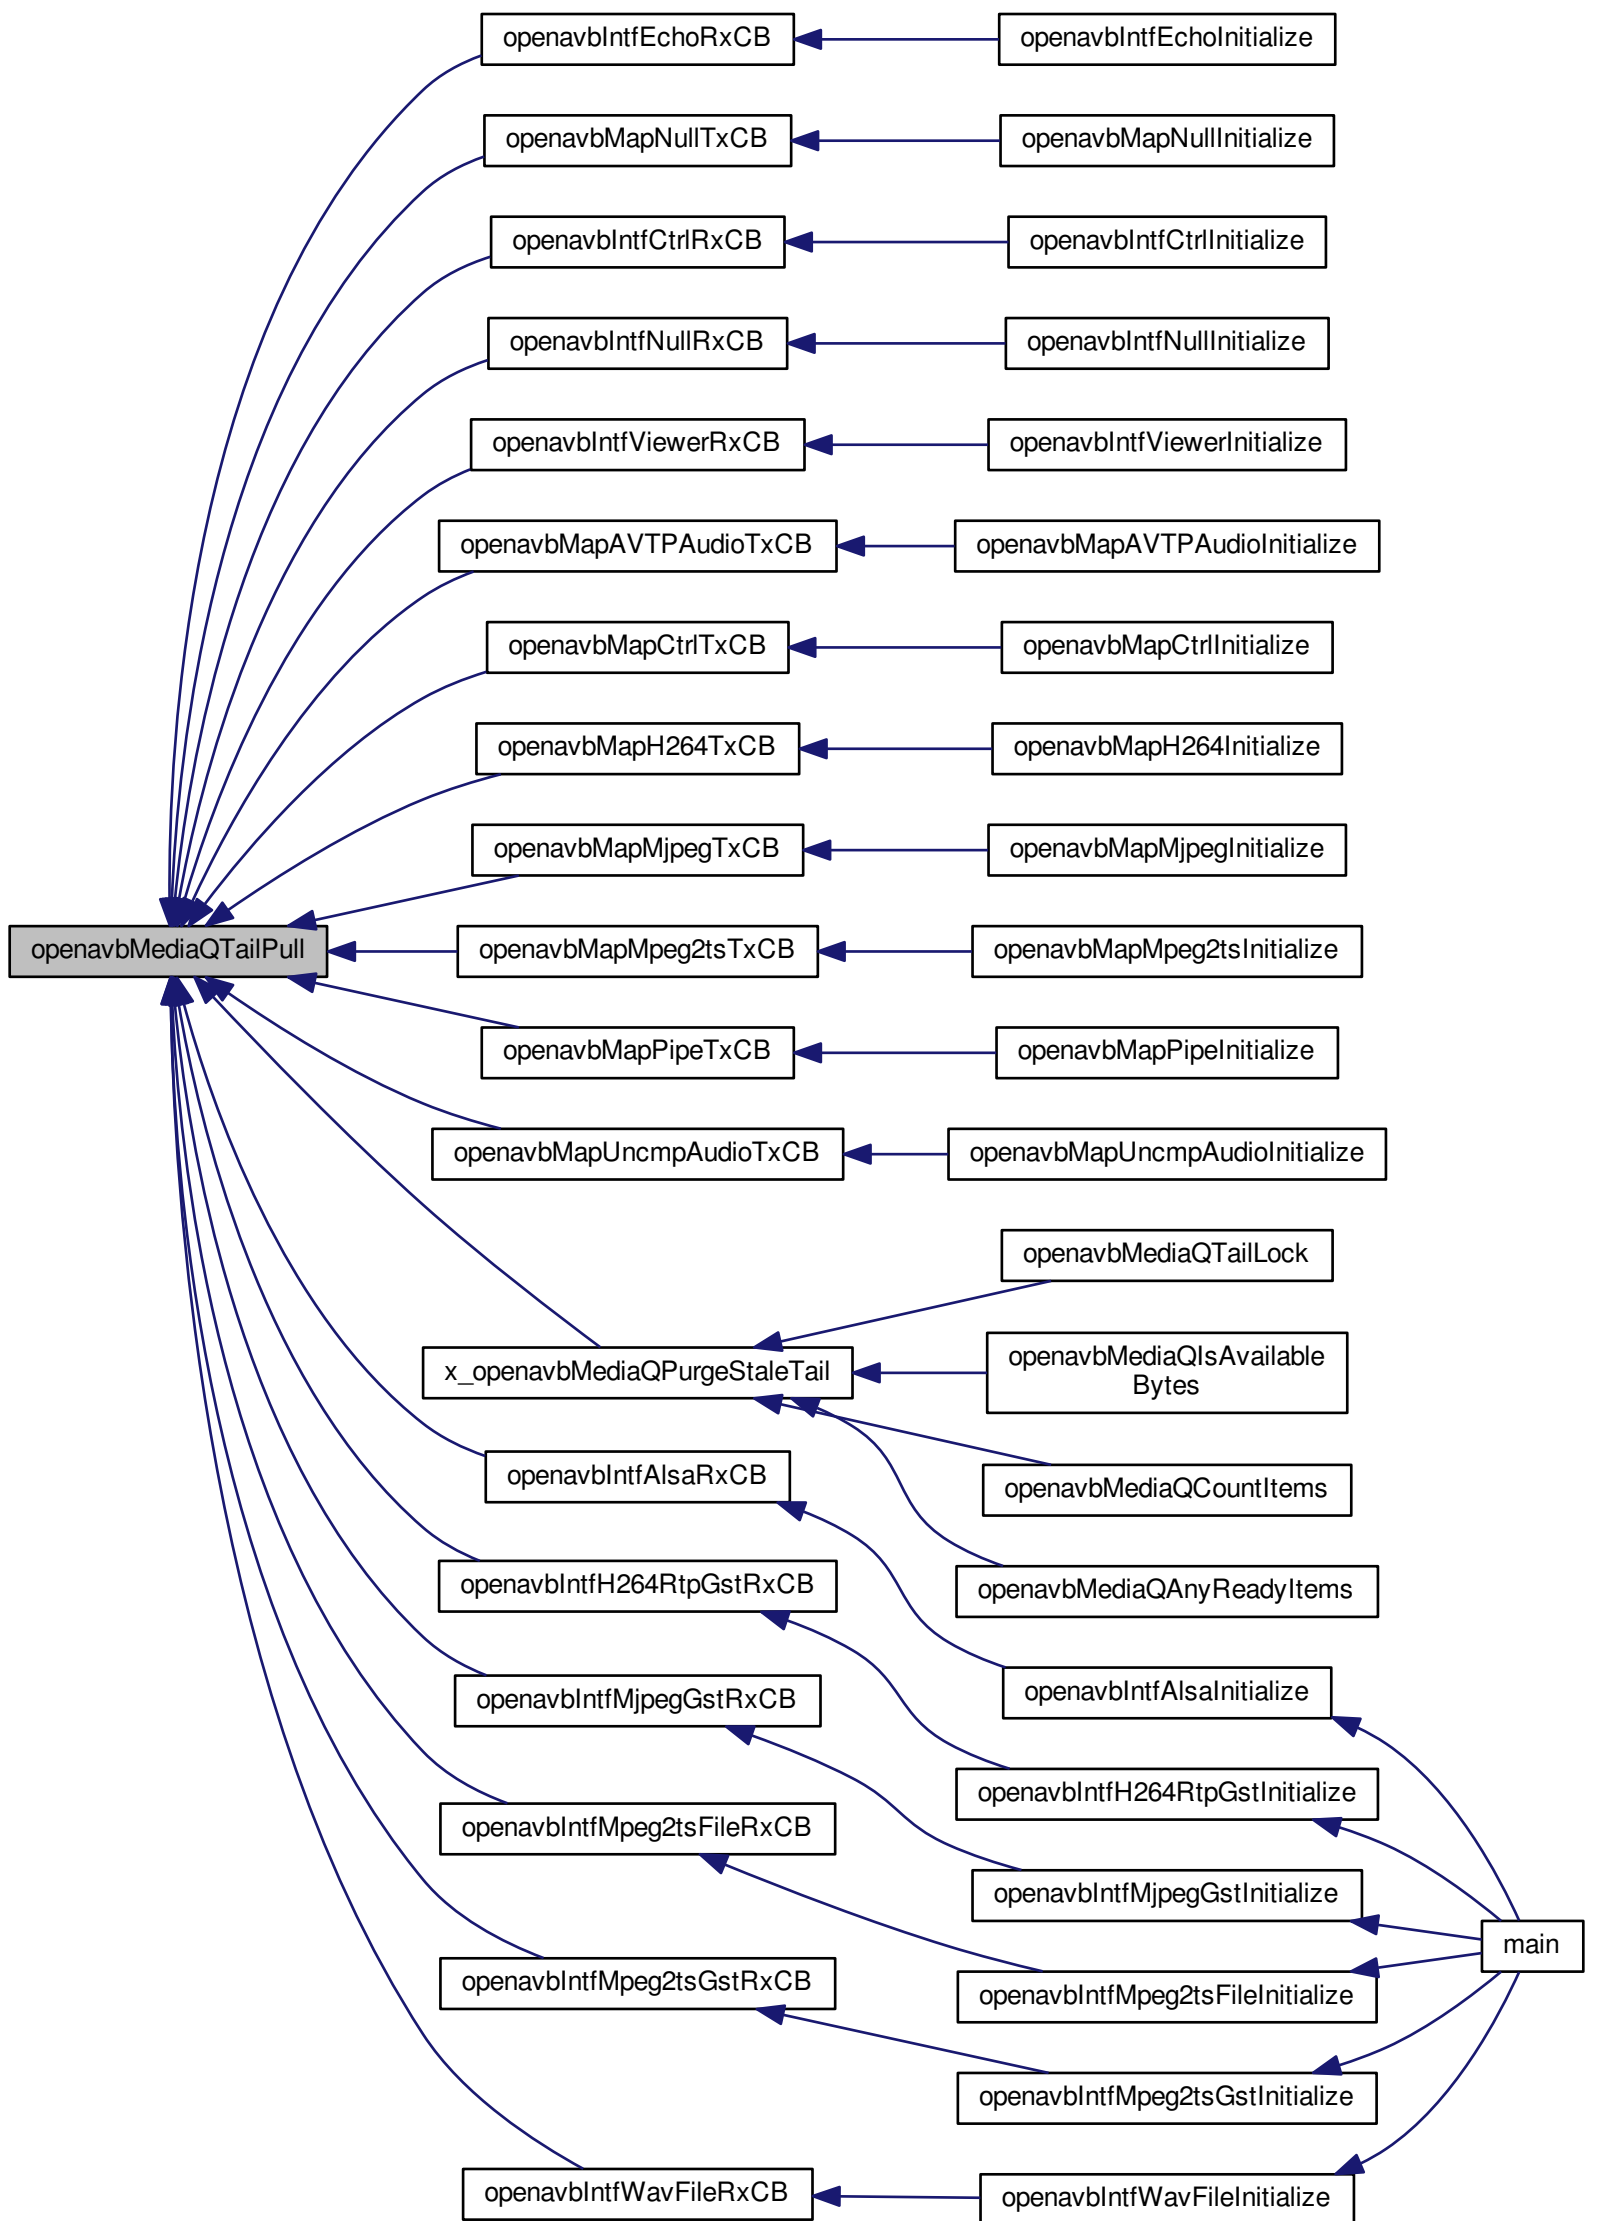 openavbIntfEchoRxCB
openavbIntfEchoInitialize
openavbMapNullTxCB
openavbMapNullInitialize
openavbIntfCtrlRxCB
openavbIntfCtrlInitialize
openavbIntfNullRxCB
openavbIntfNullInitialize
openavbIntfViewerRxCB
openavbIntfViewerInitialize
openavbMapAVTPAudioTxCB
openavbMapAVTPAudioInitialize
openavbMapCtrlTxCB
openavbMapCtrlInitialize
openavbMapH264TxCB
openavbMapH264Initialize
openavbMapMjpegTxCB
openavbMapMjpegInitialize
openavbMediaQTailPull
openavbMapMpeg2tsTxCB
openavbMapMpeg2tsInitialize
openavbMapPipeTxCB
openavbMapPipeInitialize
openavbMapUncmpAudioTxCB
openavbMapUncmpAudioInitialize
openavbMediaQTailLock
x_openavbMediaQPurgeStaleTail
openavbMediaQIsAvailable
Bytes
openavbMediaQCountItems
openavbIntfAlsaRxCB
openavbMediaQAnyReadyItems
openavbIntfH264RtpGstRxCB
openavbIntfAlsaInitialize
openavbIntfMjpegGstRxCB
openavbIntfH264RtpGstInitialize
openavbIntfMpeg2tsFileRxCB
openavbIntfMjpegGstInitialize
main
openavbIntfMpeg2tsGstRxCB
openavbIntfMpeg2tsFileInitialize
openavbIntfMpeg2tsGstInitialize
openavbIntfWavFileRxCB
openavbIntfWavFileInitialize